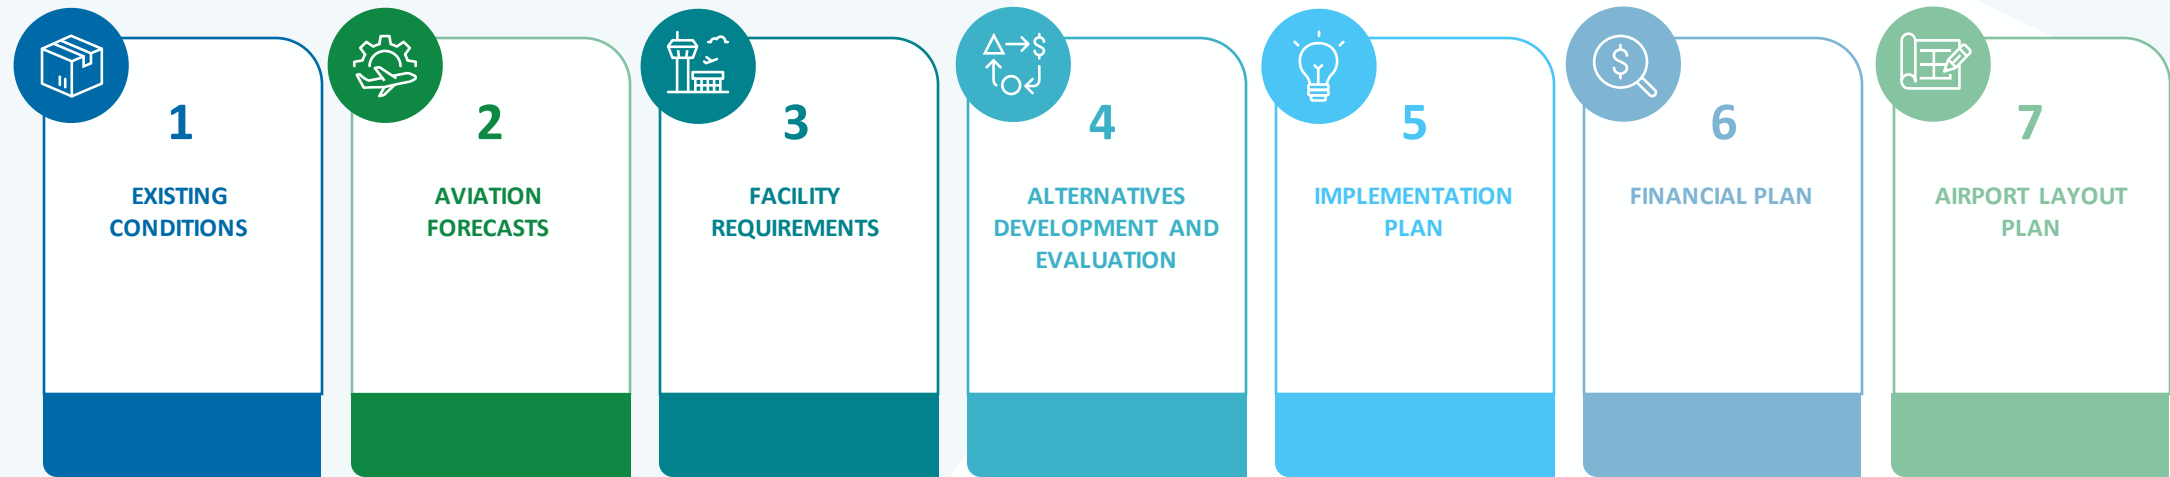 1
EXISTING
CONDITIONS
2
AVIATION
FORECASTS
3
FACILITY
REQUIREMENTS
4
ALTERNATIVES
DEVELOPMENT AND
EVALUATION
5
IMPLEMENTATION
PLAN
6
FINANCIAL PLAN
7
AIRPORT LAYOUT
PLAN